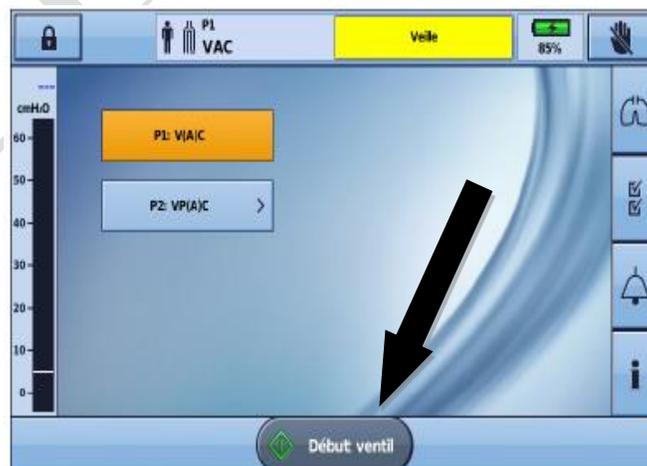 P1
VAC
Veille
85%
---
cmH2O
60
50
40
30
20
10
0
P1: V(A)C
P2: VP(A)C
i
Début ventil